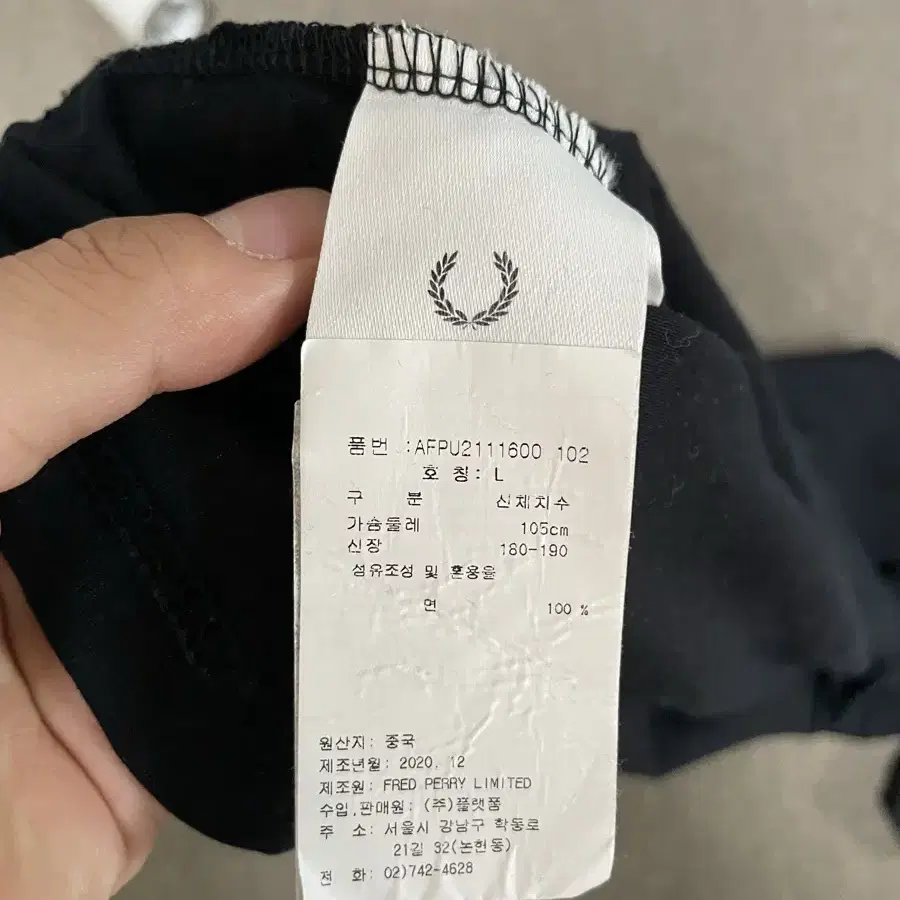 품번 :AFPU2111600 102
호 칭: L
구 분 신체치수
가슴둘레 105cm
신장 180-190
섬유조성 및 혼용율
면 100 %
원산지: 중국
제조년월: 2020. 12
제조원: FRED PERRY LIMITED
수입,판매원: (주)플랫폼
주 소: 서울시 강남구 학동로
21길 32(논현동)
전 화: 02)742-4628